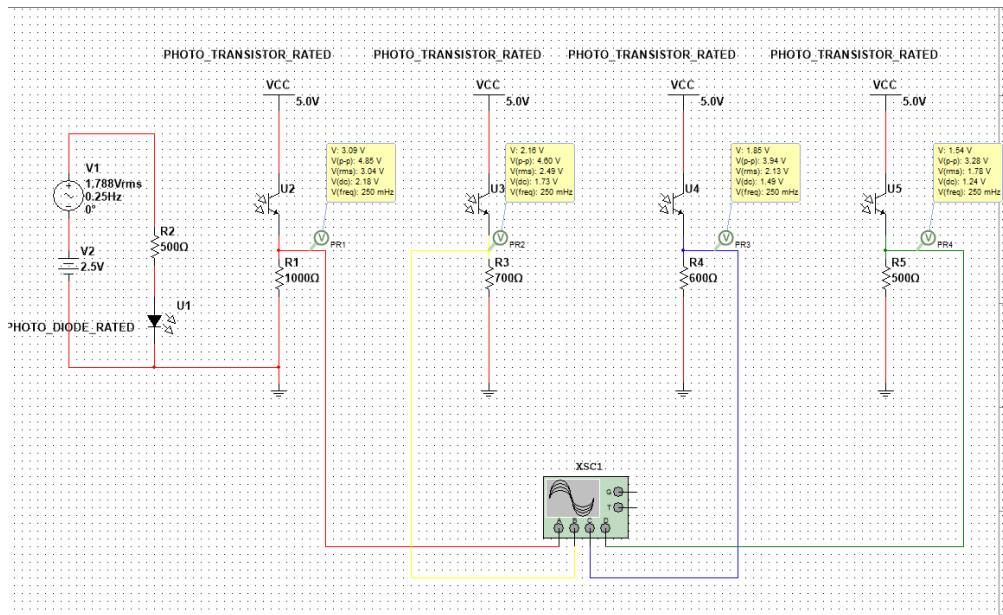 PHOTO_TRANSISTOR_RATED
PHOTO_TRANSISTOR_RATED
PHOTO_TRANSISTOR_RATED
PHOTO_TRANSISTOR_RATED
VCC
5.0V
VCC
5.0V
VCC
5.0V
VCC
5.0V
V: 3.09 V
V(p-p): 4.85 V
V(rms): 3.04 V
V(dc): 2.18 V
V(freq): 250 mHz
V: 2.16 V
V(p-p): 4.60 V
V(rms): 2.49 V
V(dc): 1.73 V
V(freq): 250 mHz
V: 1.85 V
V(p-p): 3.94 V
V(rms): 2.13 V
V(dc): 1.49 V
V(freq): 250 mHz
V: 1.54 V
V(p-p): 3.28 V
V(rms): 1.78 V
V(dc): 1.24 V
V(freq): 250 mHz
V1
1.788Vrms
0.25Hz
0°
U2
U3
U4
U5
R2
500Ω
V
PR1
V
PR2
V
PR3
V
PR4
V2
2.5V
R1
1000Ω
R3
700Ω
R4
600Ω
R5
500Ω
U1
PHOTO_DIODE_RATED
XSC1
G
T
A B C D